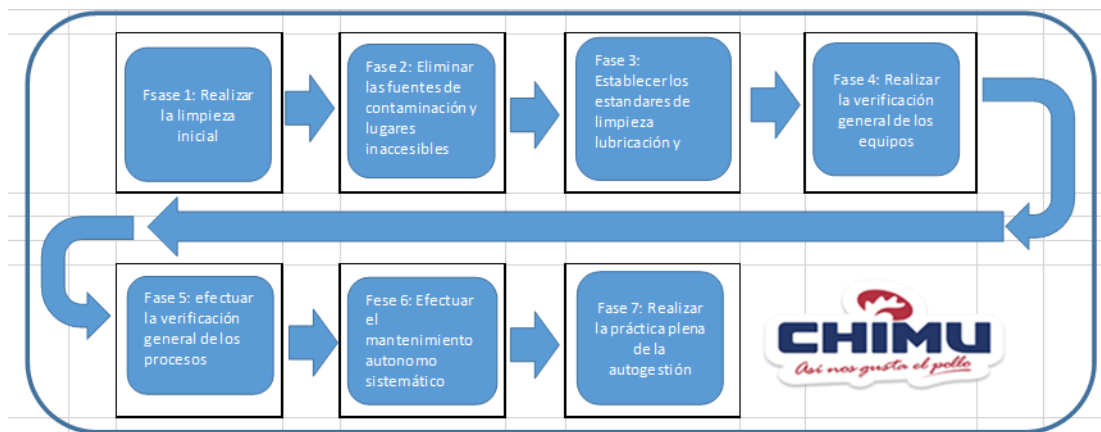 Fsase 1: Realizar
la limpieza
inicial
Fase 2: Eliminar
las fuentes de
contaminación y
lugares
inaccesibles
Fase 3:
Establecer los
estandares de
limpieza
lubricación y
Fase 4: Realizar
la verificación
general de los
equipos
Fase 5: efectuar
la verificación
general de los
procesos
Fese 6: Efectuar
el
mantenimiento
autonomo
sistemático
Fase 7: Realizar
la práctica plena
de la
autogestión
CHIMU
Así nos gusta el pollo